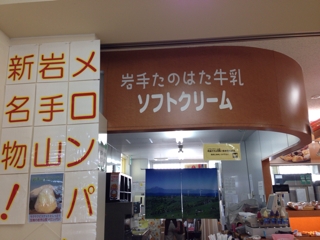 岩手たのはた牛乳
ソフトクリーム
メロンパ
岩手山
新名物!